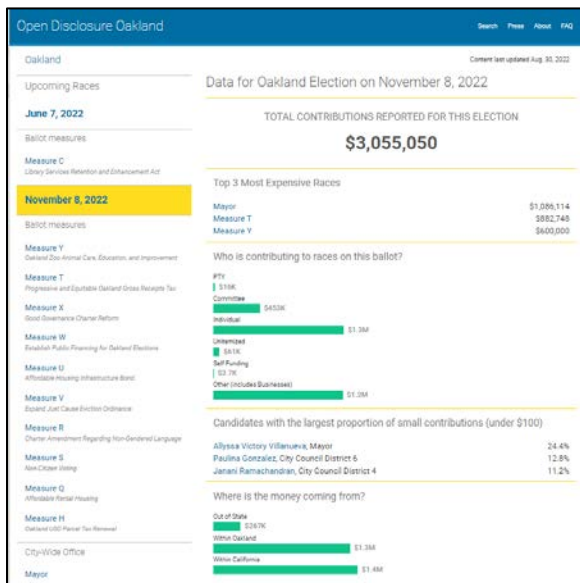 Open Disclosure Oakland
Search Press About FAQ
Content last updated Aug. 30, 2022
Oakland
Upcoming Races
June 7, 2022
Ballot measures
Measure C
Library Services Retention and Enhancement Act
November 8, 2022
Ballot measures
Measure Y
Oakland Zoo Animal Care, Education, and Improvement
Measure T
Progressive and Equitable Oakland Gross Receipts Tax
Measure X
Good Governance Charter Reform
Measure W
Establish Public Financing for Oakland Elections
Measure U
Affordable Housing Infrastructure Bond
Measure V
Expand Just Cause Eviction Ordinance
Measure R
Charter Amendment Regarding Non-Gendered Language
Measure S
Non-Citizen Voting
Measure Q
Affordable Rental Housing
Measure H
Oakland USD Parcel Tax Renewal
City-Wide Office
Mayor
Data for Oakland Election on November 8, 2022
TOTAL CONTRIBUTIONS REPORTED FOR THIS ELECTION
$3,055,050
Top 3 Most Expensive Races
Mayor $1,086,114
Measure T $882,748
Measure Y $600,000
Who is contributing to races on this ballot?
PTY
$16K
Committee
$453K
Individual
$1.3M
Unitemized
$61K
Self Funding
$3.7K
Other (includes Businesses)
$1.2M
Candidates with the largest proportion of small contributions (under $100)
Allyssa Victory Villanueva, Mayor 24.4%
Paulina Gonzalez, City Council District 6 12.8%
Janani Ramachandran, City Council District 4 11.2%
Where is the money coming from?
Out of State
$267K
Within Oakland
$1.3M
Within California
$1.4M